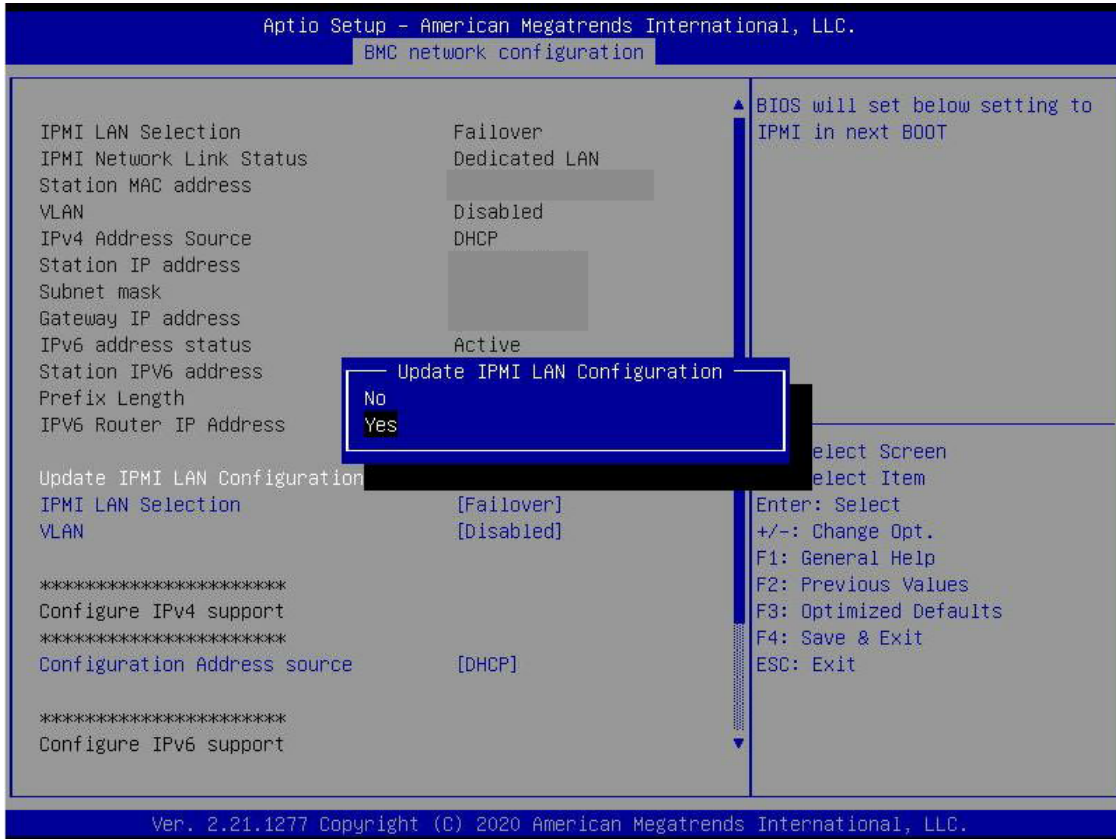 Aptio Setup – American Megatrends International, LLC.
BMC network configuration
IPMI LAN Selection Failover
IPMI Network Link Status Dedicated LAN
Station MAC address
VLAN Disabled
IPv4 Address Source DHCP
Station IP address
Subnet mask
Gateway IP address
IPv6 address status Active
Station IPV6 address
Prefix Length
IPV6 Router IP Address
Update IPMI LAN Configuration
No
Yes
Update IPMI LAN Configuration
IPMI LAN Selection [Failover]
VLAN [Disabled]
**********************
Configure IPv4 support
**********************
Configuration Address source [DHCP]
**********************
Configure IPv6 support
BIOS will set below setting to
IPMI in next BOOT
elect Screen
elect Item
Enter: Select
+/-: Change Opt.
F1: General Help
F2: Previous Values
F3: Optimized Defaults
F4: Save & Exit
ESC: Exit
Ver. 2.21.1277 Copyright (C) 2020 American Megatrends International, LLC.